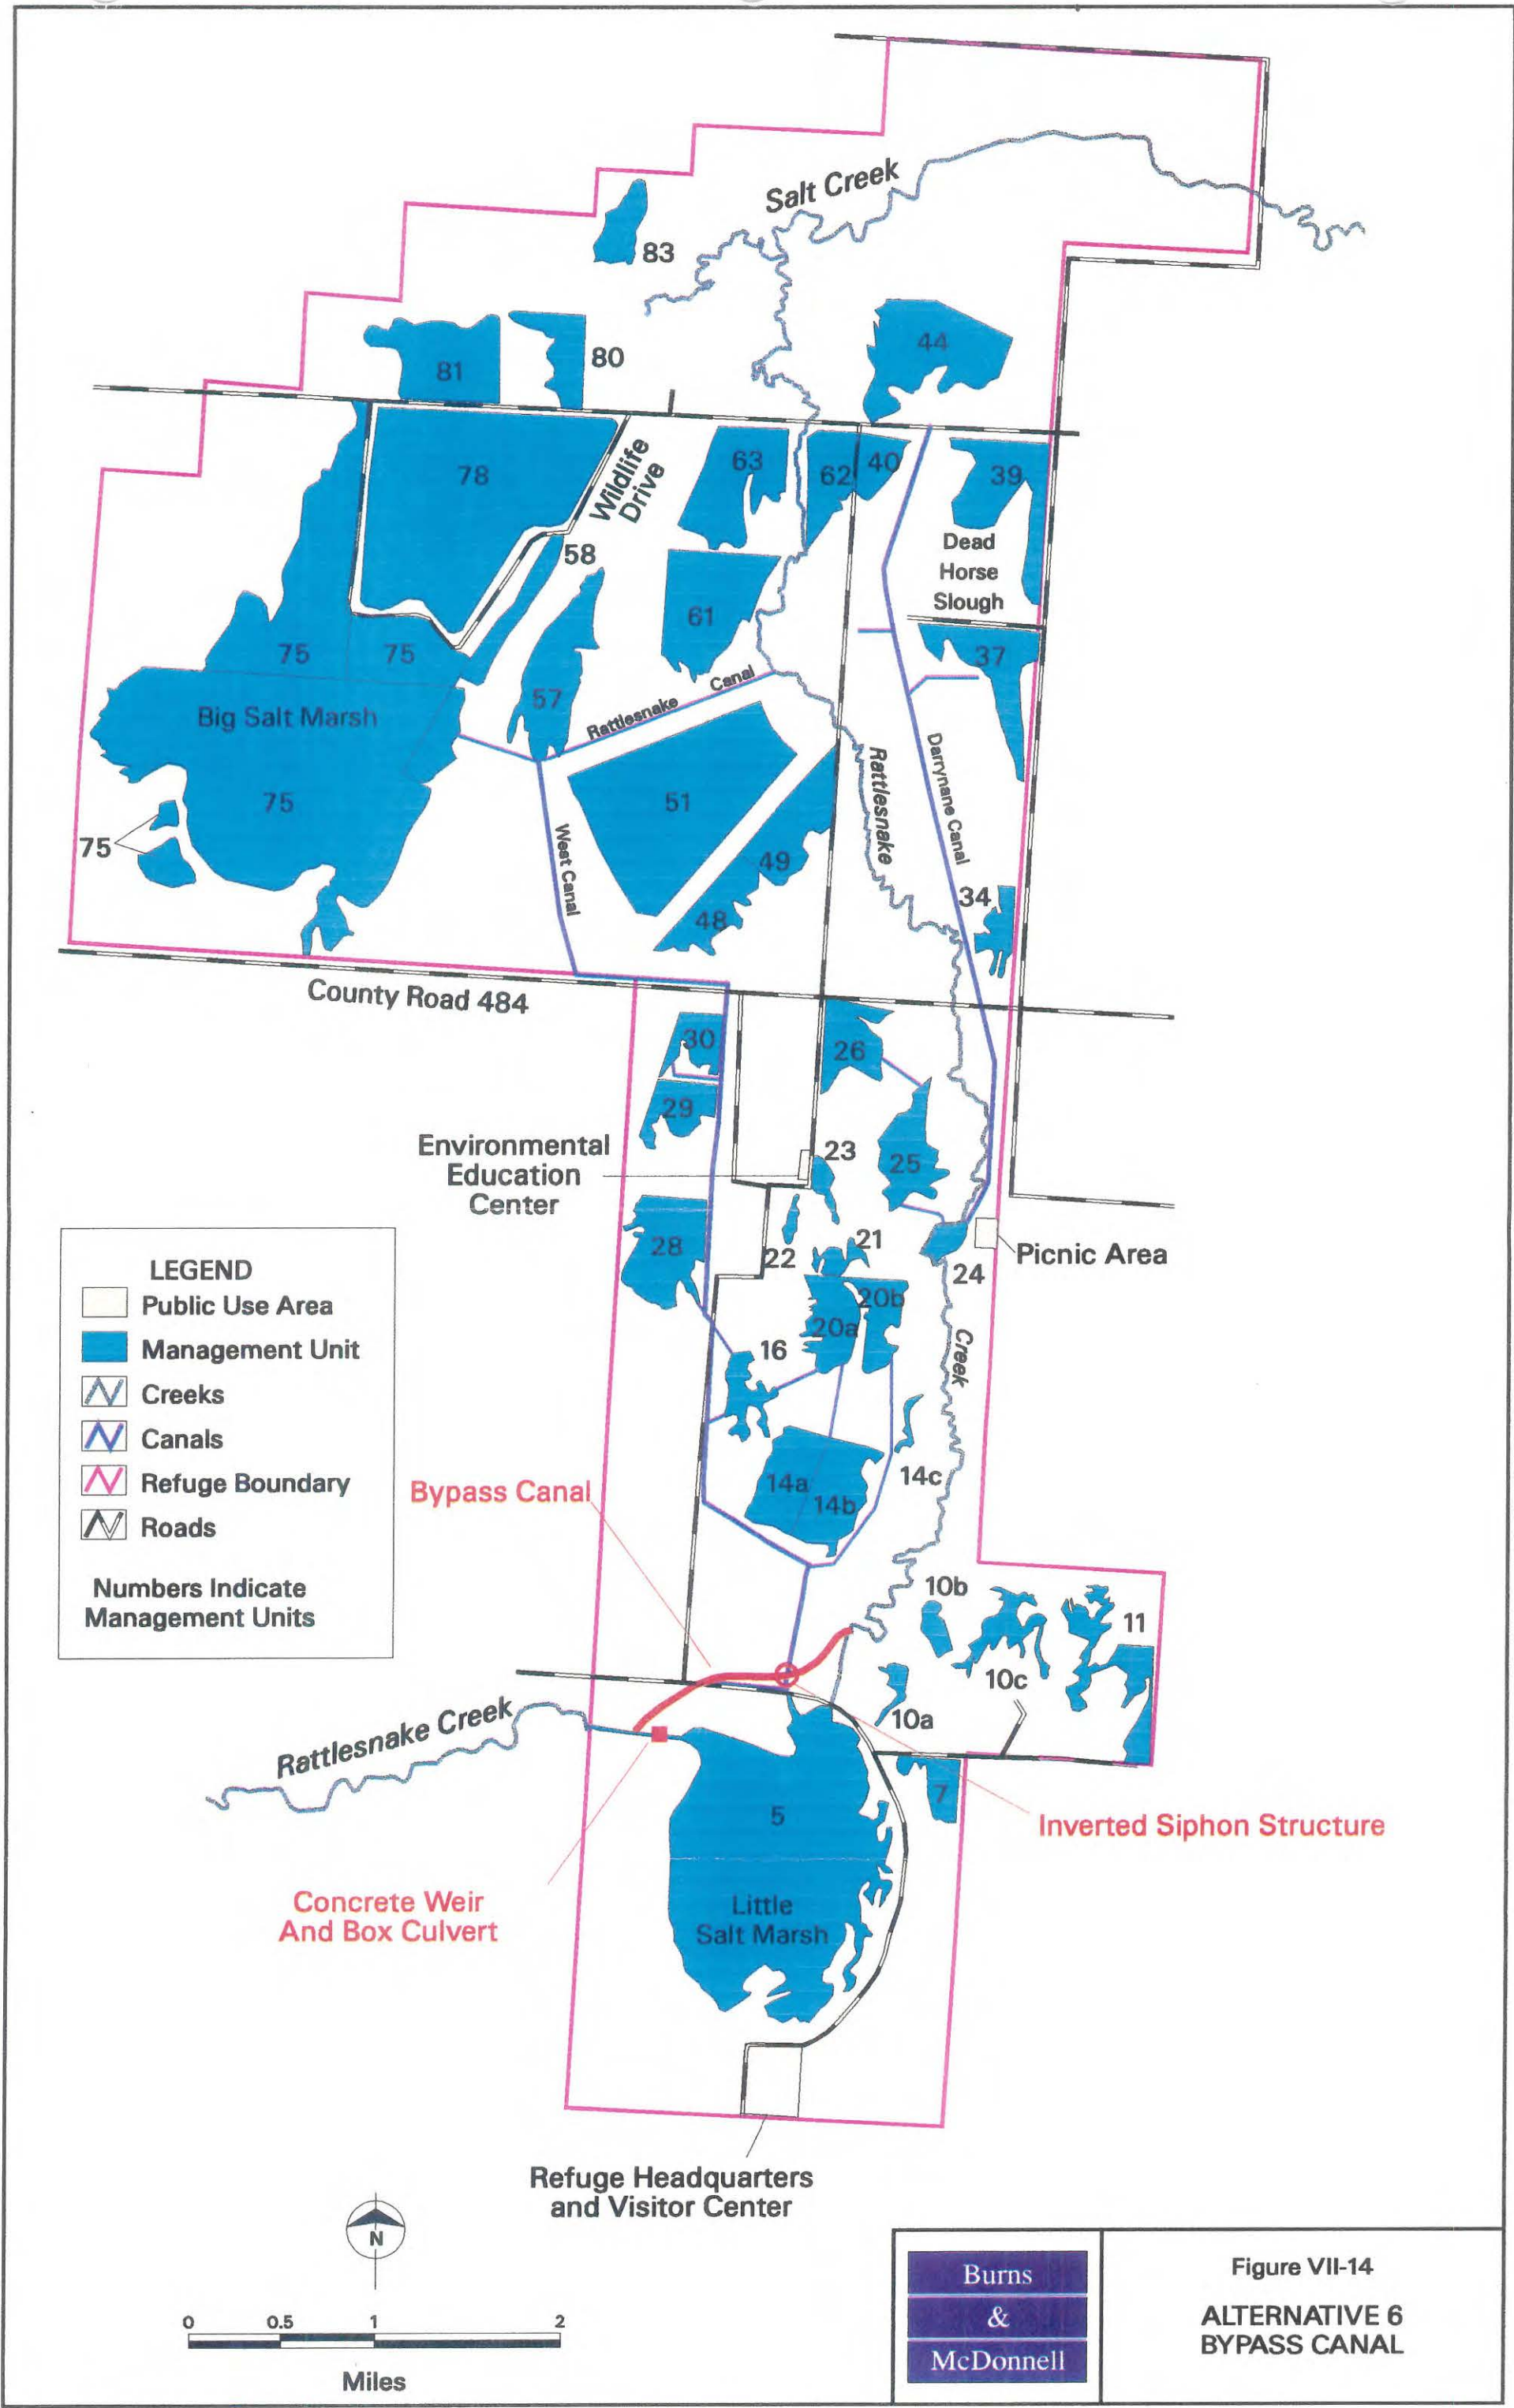 Salt Creek
83
44
81
80
78
Wildlife
Drive
63
62
40
39
58
Dead
Horse
Slough
61
75
75
37
57
Rattlesnake
Canal
Big Salt Marsh
Rattlesnake
Darrynane Canal
75
51
75
West Canal
49
34
48
County Road 484
30
26
29
Environmental
Education
Center
23
25
28
22
21
24
Picnic Area
20b
20a
16
Creek
LEGEND
Public Use Area
Management Unit
Creeks
Canals
Refuge Boundary
Roads
Numbers Indicate
Management Units
14a
14b
14c
Bypass Canal
10b
11
10c
10a
Rattlesnake Creek
7
5
Inverted Siphon Structure
Concrete Weir
And Box Culvert
Little
Salt Marsh
Refuge Headquarters
and Visitor Center
N
0 0.5 1 2
Miles
Burns
&
McDonnell
Figure VII-14
ALTERNATIVE 6
BYPASS CANAL